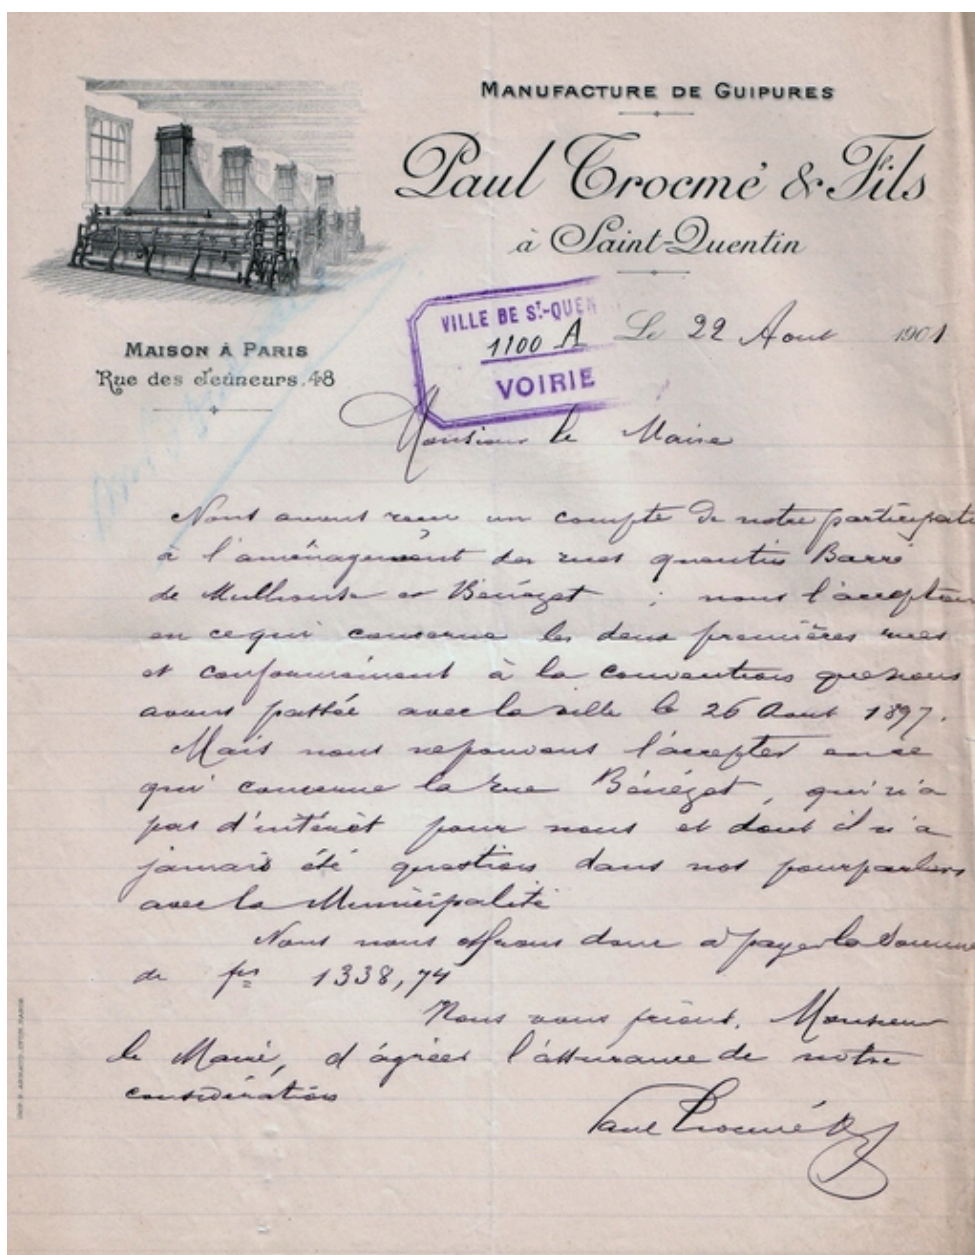 MANUFACTURE DE GUIPURES
Paul Trocmé & Fils
à Saint-Quentin
VILLE DE ST-QUEN
1100 A
VOIRIE
Le 22 Aout 1901
MAISON À PARIS
Rue des Jeûneurs. 48
Monsieur le Maire
Nous avons reçu un compte de notre participat
à l'aménagement des rues quentin Barré
de Mulhouse et Bénézet ; nous l'acceptons
en ce qui concerne les deux premières rues
et conformément à la convention que nous
avons passée avec la ville le 26 Aout 1897.
Mais nous ne pouvons l'accepter en ce
qui concerne la rue Bénézet, qui n'a
pas d'intérêt pour nous et dont il n'a
jamais été question dans nos pourparlers
avec la Municipalité
Nous nous offrons donc à payer la somme
de frs 1338,74
Nous vous prions, Monsieur
le Maire, d'agréer l'assurance de notre
considération
Paul Trocmé & fs